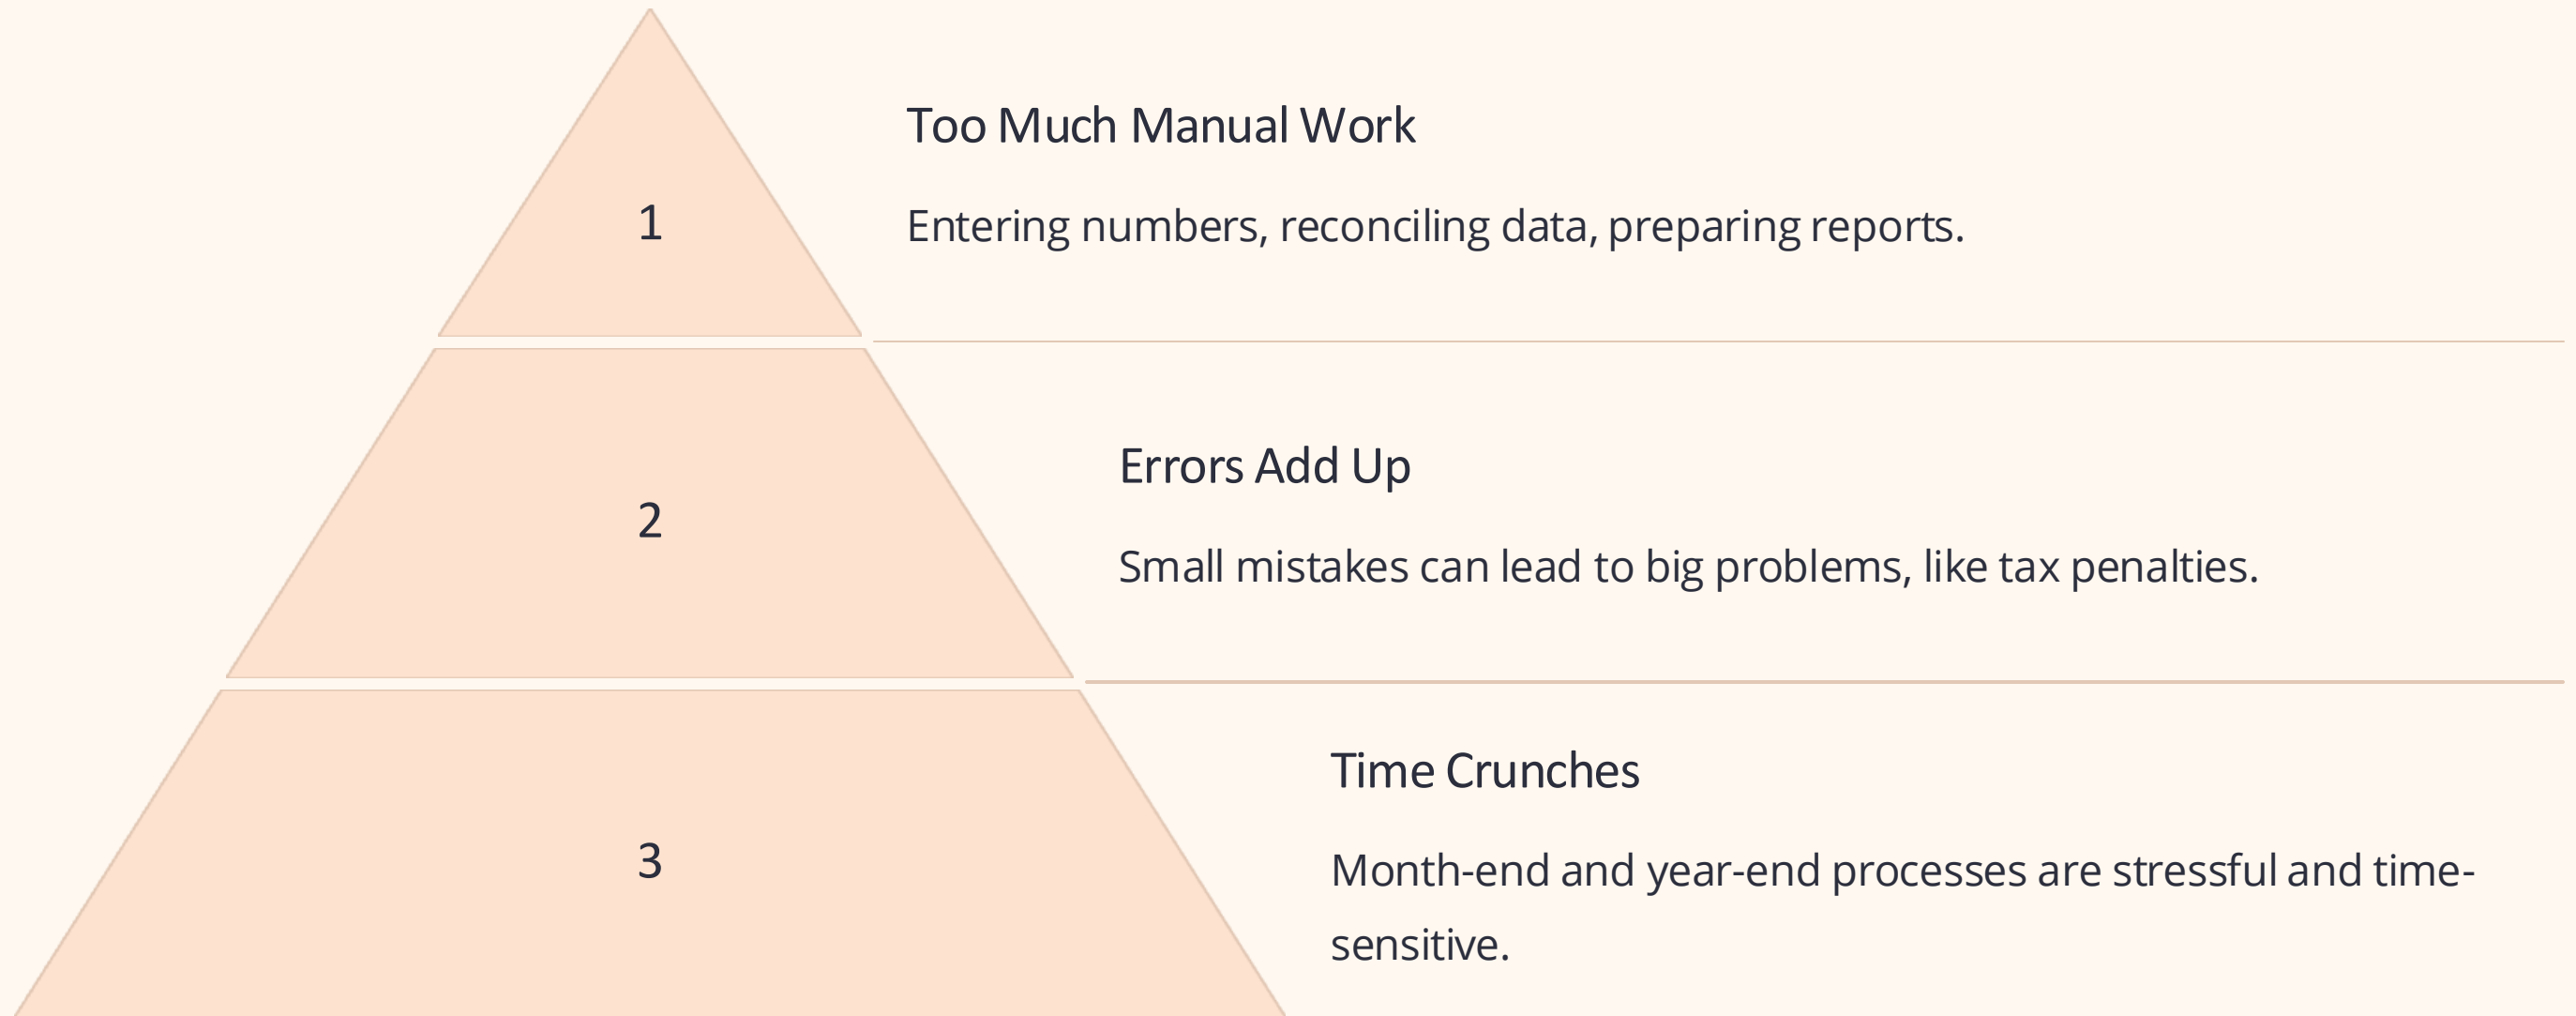 1
Too Much Manual Work
Entering numbers, reconciling data, preparing reports.
2
Errors Add Up
Small mistakes can lead to big problems, like tax penalties.
3
Time Crunches
Month-end and year-end processes are stressful and time-
sensitive.